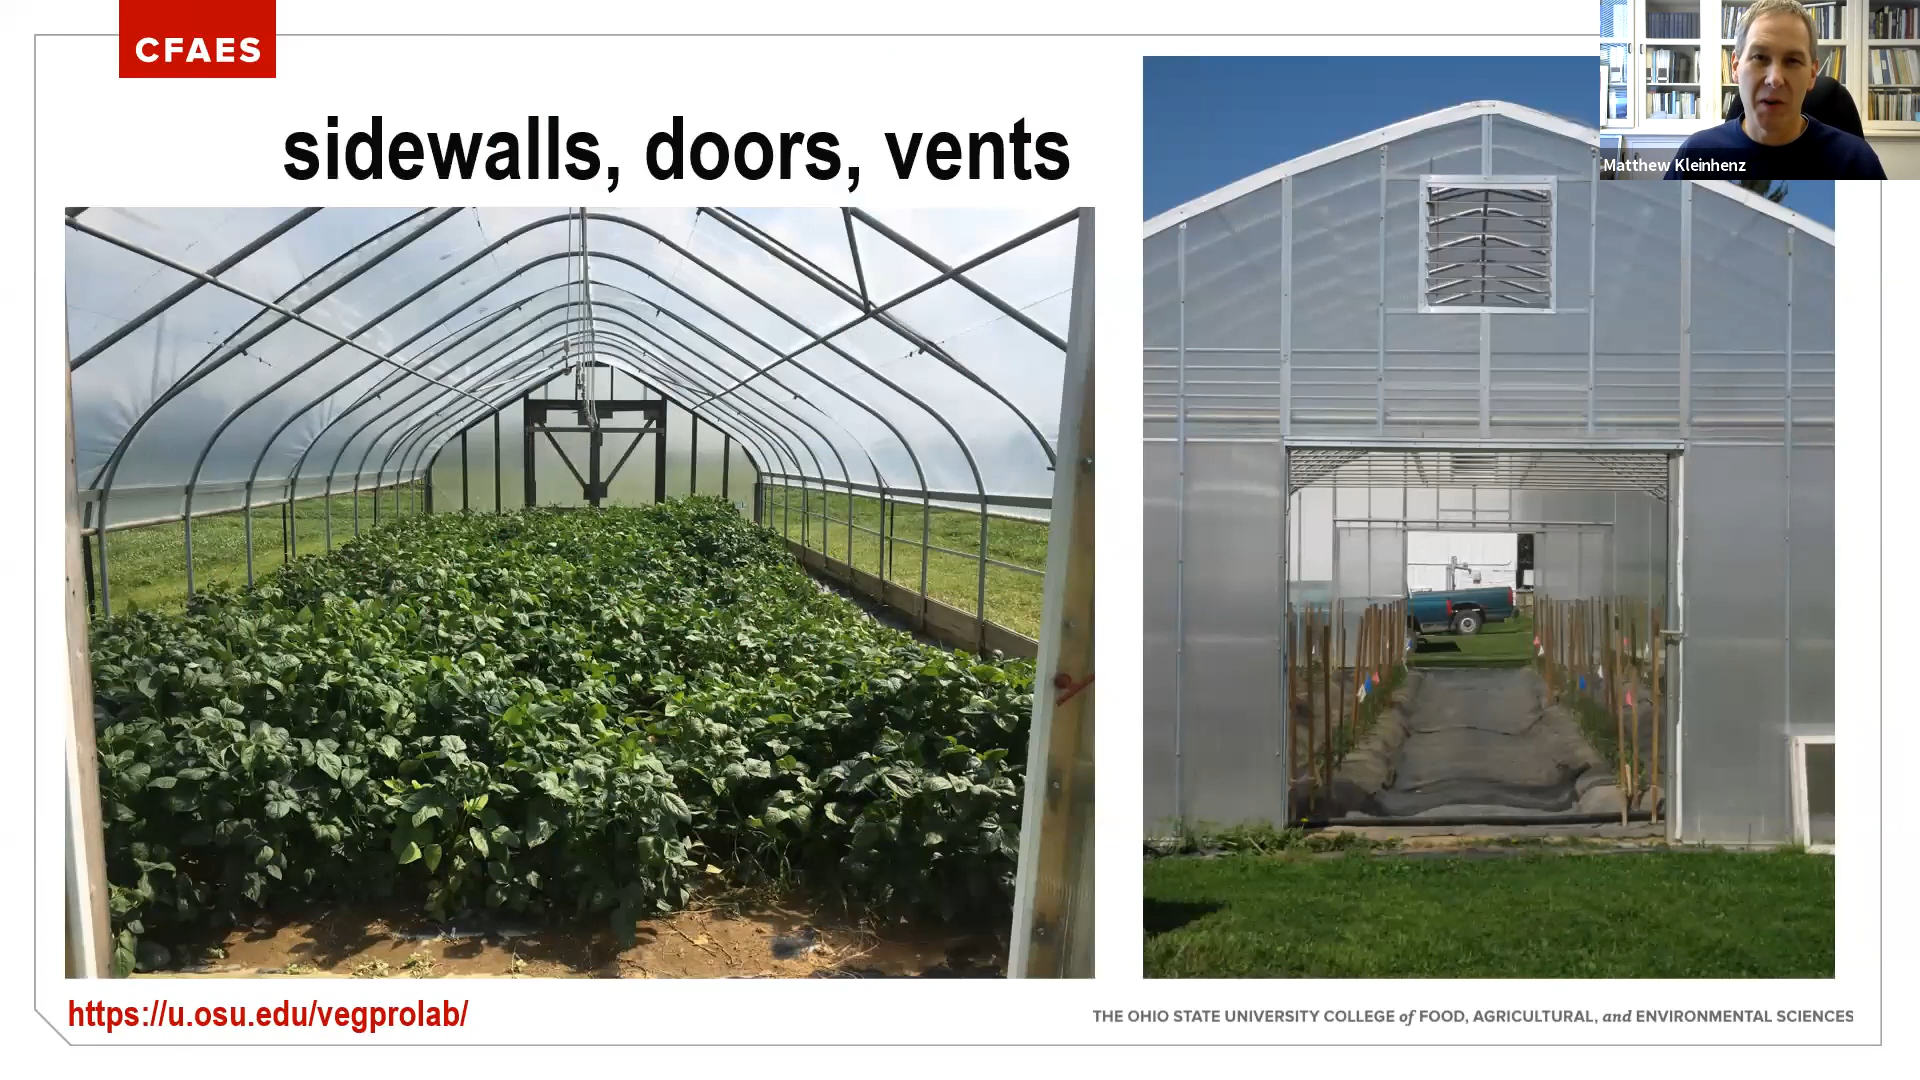 CFAES
sidewalls, doors, vents
Matthew Kleinhenz
https://u.osu.edu/vegprolab/
THE OHIO STATE UNIVERSITY COLLEGE of FOOD, AGRICULTURAL, and ENVIRONMENTAL SCIENCES